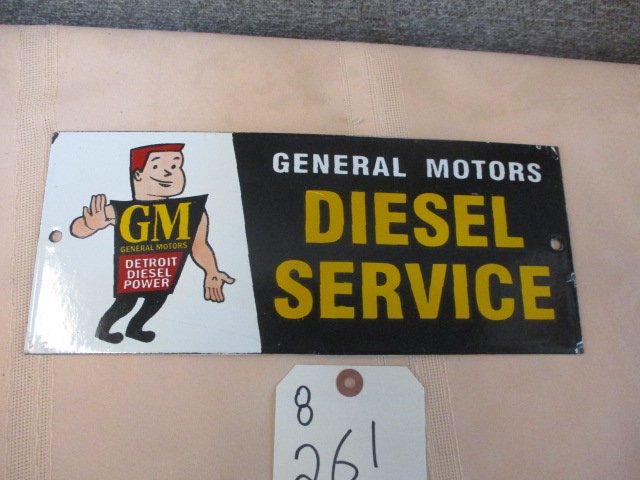 GM
GENERAL MOTORS
DETROIT
DIESEL
POWER
GENERAL MOTORS
DIESEL
SERVICE
8
261